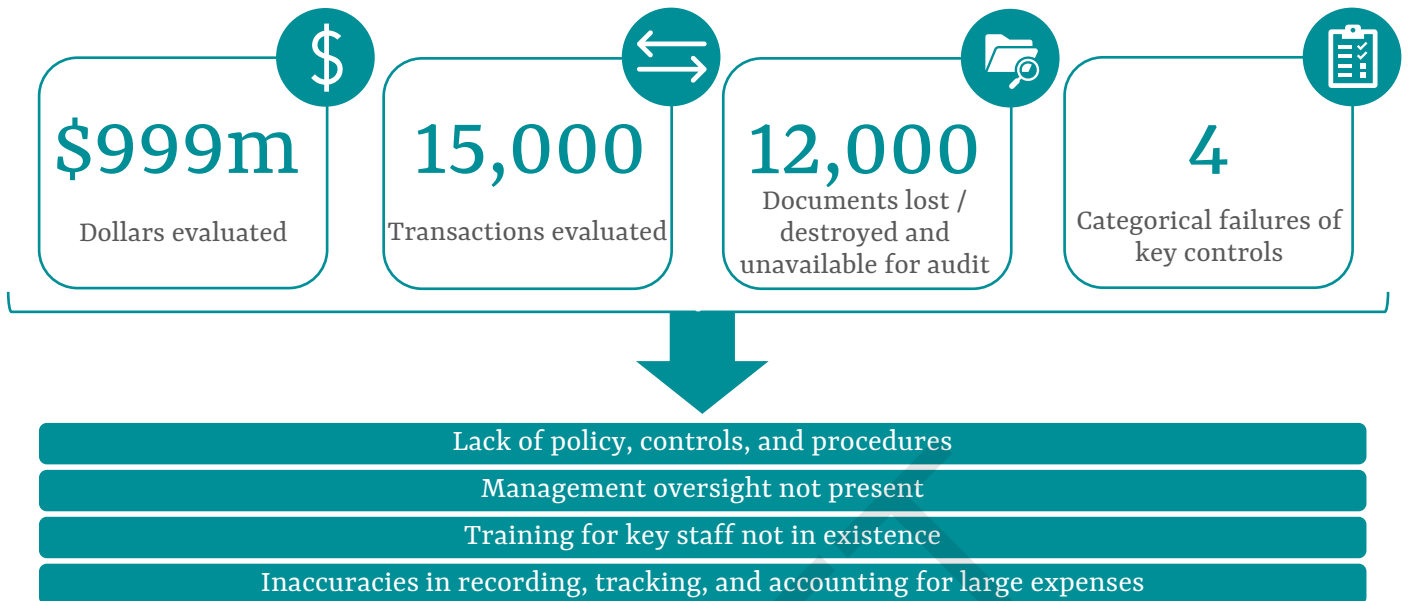 $
$999m
Dollars evaluated
15,000
Transactions evaluated
12,000
Documents lost /
destroyed and
unavailable for audit
4
Categorical failures of
key controls
Lack of policy, controls, and procedures
Management oversight not present
Training for key staff not in existence
Inaccuracies in recording, tracking, and accounting for large expenses